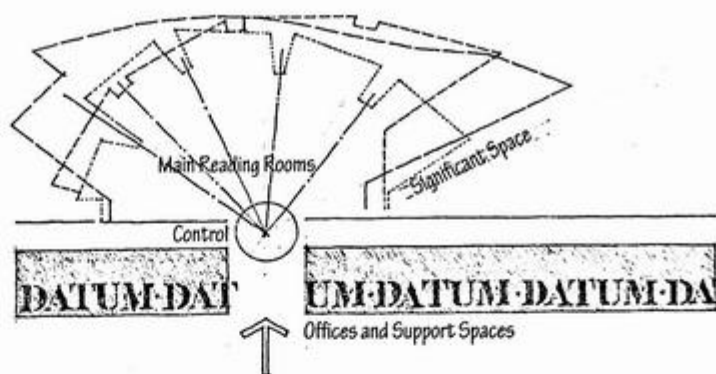 Main Reading Rooms
Significant Space
Control
DATUM·DAT UM·DATUM·DATUM·DA
Offices and Support Spaces